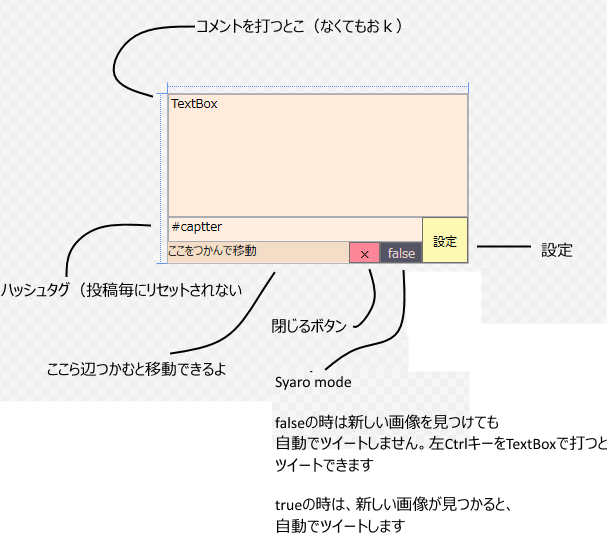 コメントを打つとこ（なくてもおｋ）
TextBox
#captter
ここをつかんで移動
×
false
設定
設定
ハッシュタグ（投稿毎にリセットされない
閉じるボタン
ここら辺つかむと移動できるよ
Syaro mode
falseの時は新しい画像を見つけても
自動でツイートしません。左CtrlキーをTextBoxで打つと
ツイートできます
trueの時は、新しい画像が見つかると、
自動でツイートします